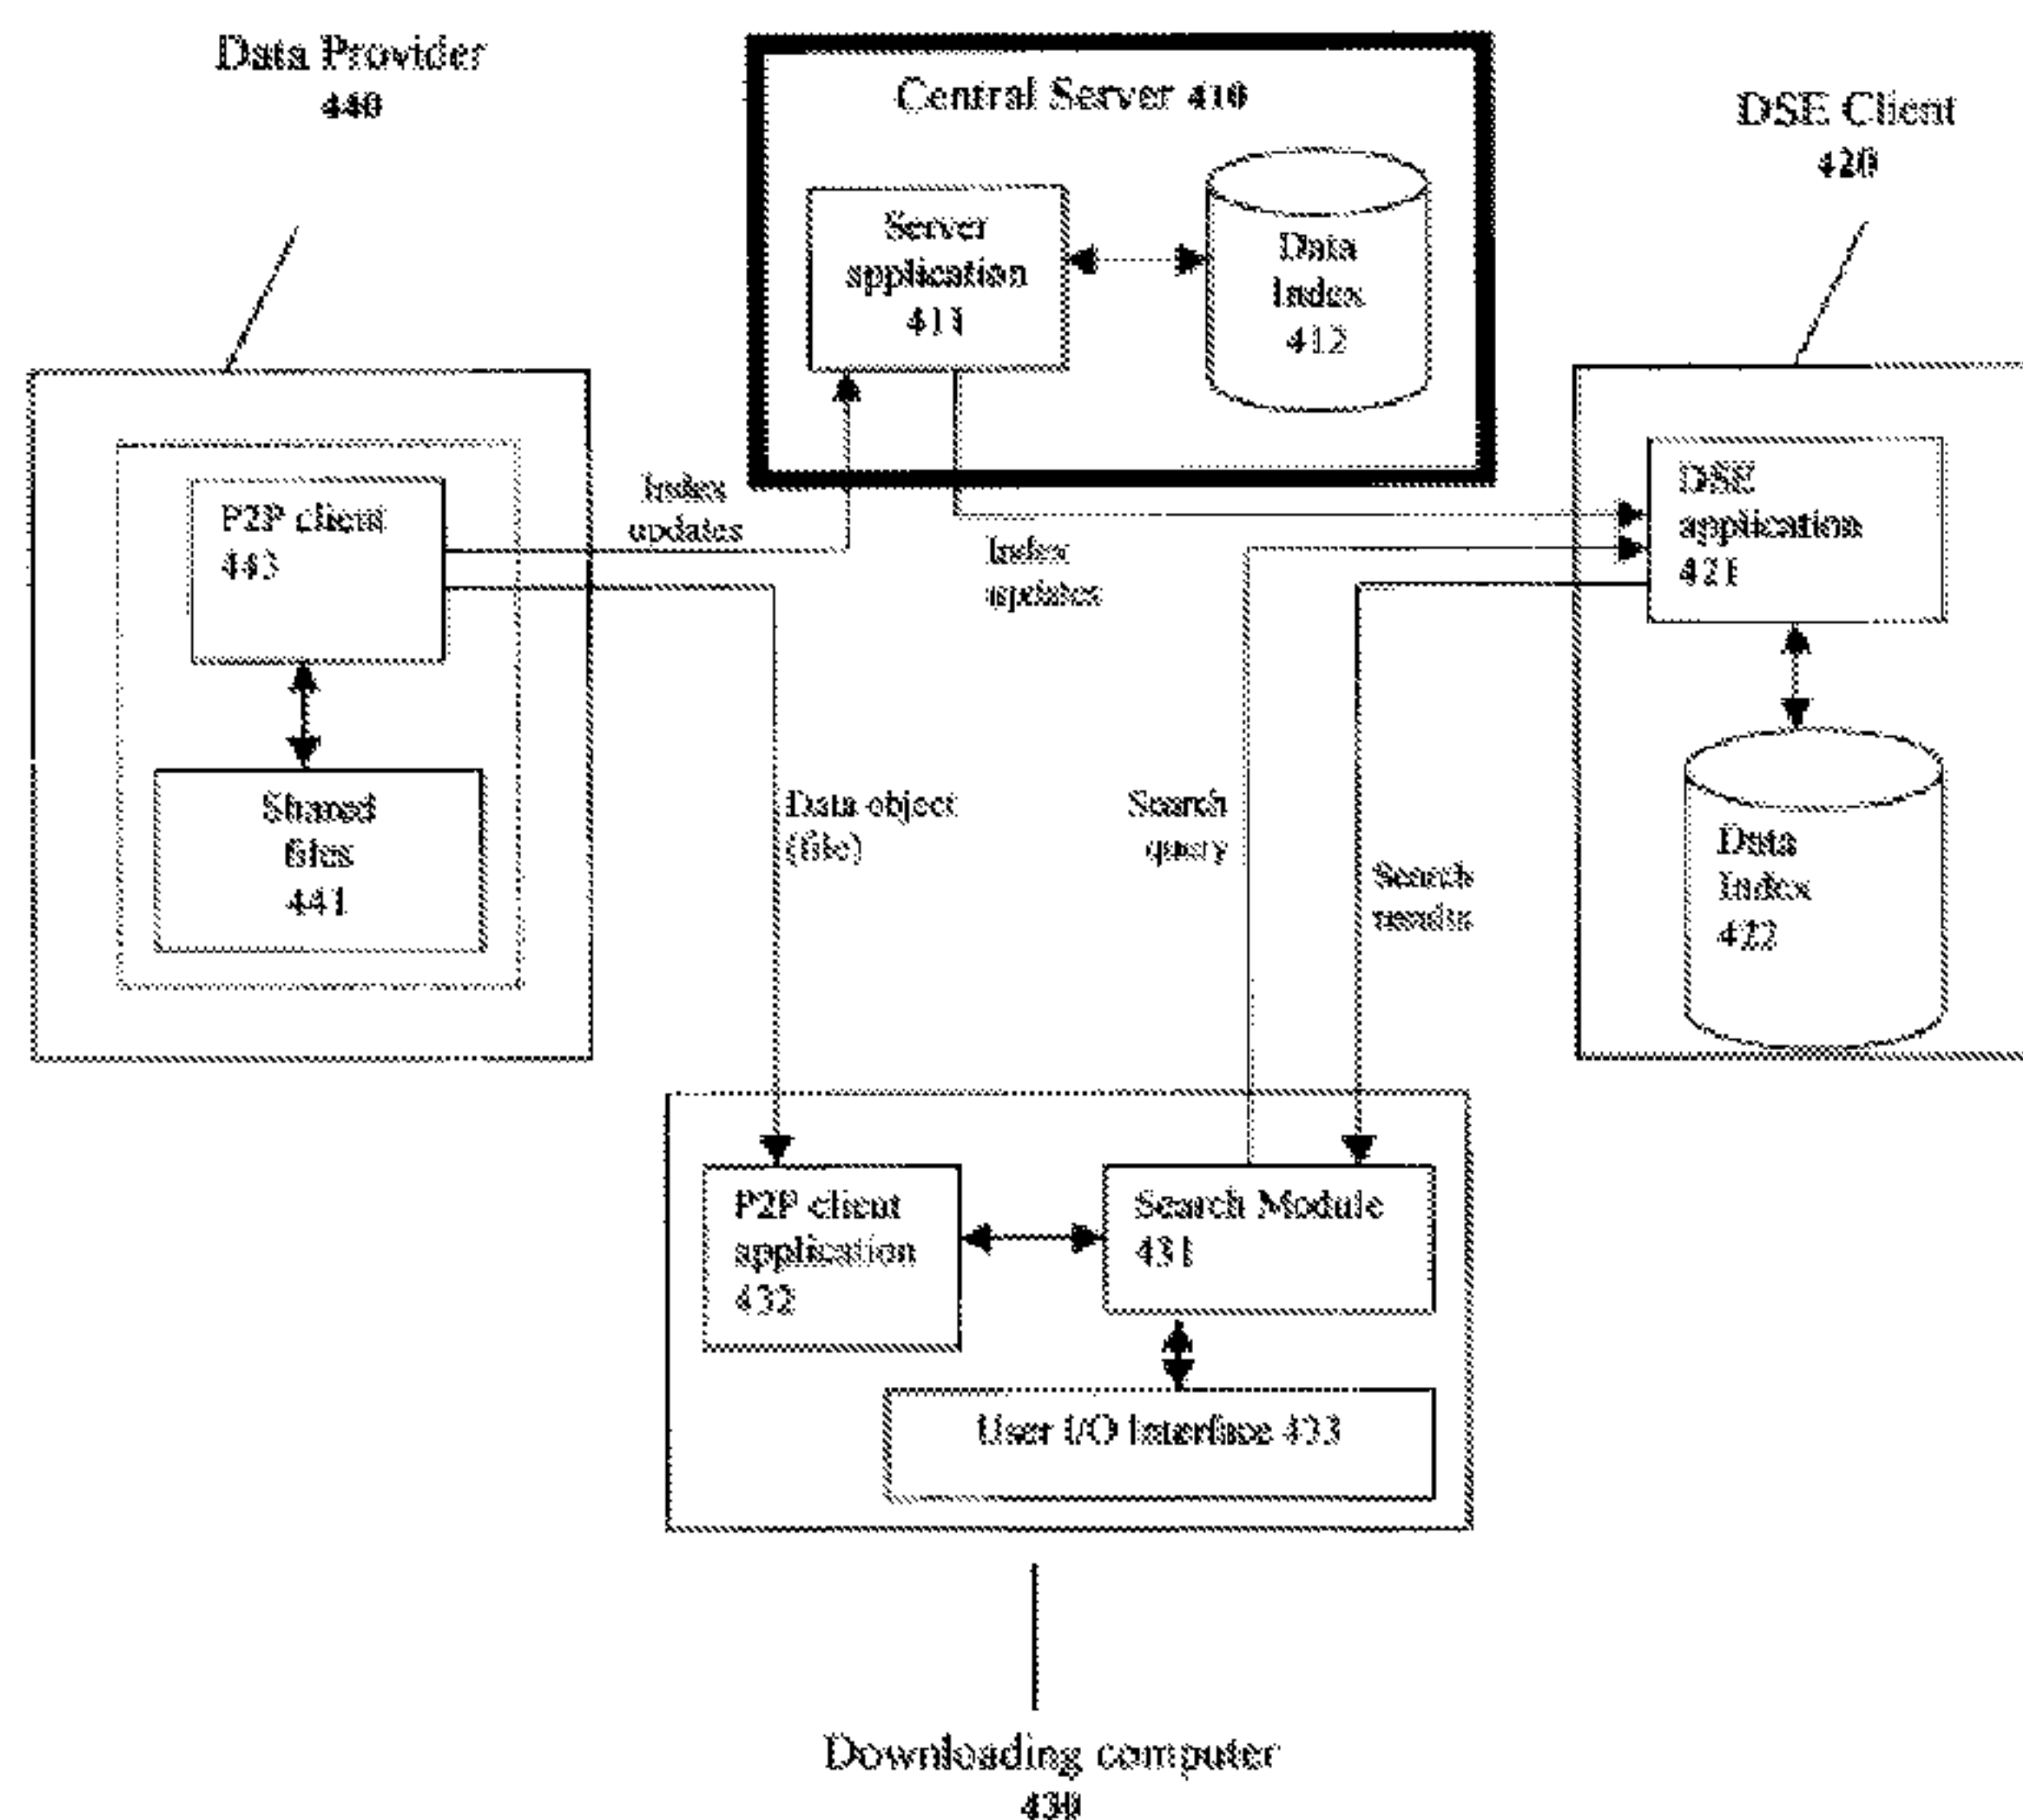 Data Provider
440
Central Server 410
DSE Client
420
Server
application
411
Data
Index
412
P2P client
443
Index
updates
Index
updates
DSE
application
421
Shared
files
441
Data object
(file)
Search
query
Search
results
Data
Index
422
P2P client
application
432
Search Module
431
User I/O Interface 433
Downloading computer
430